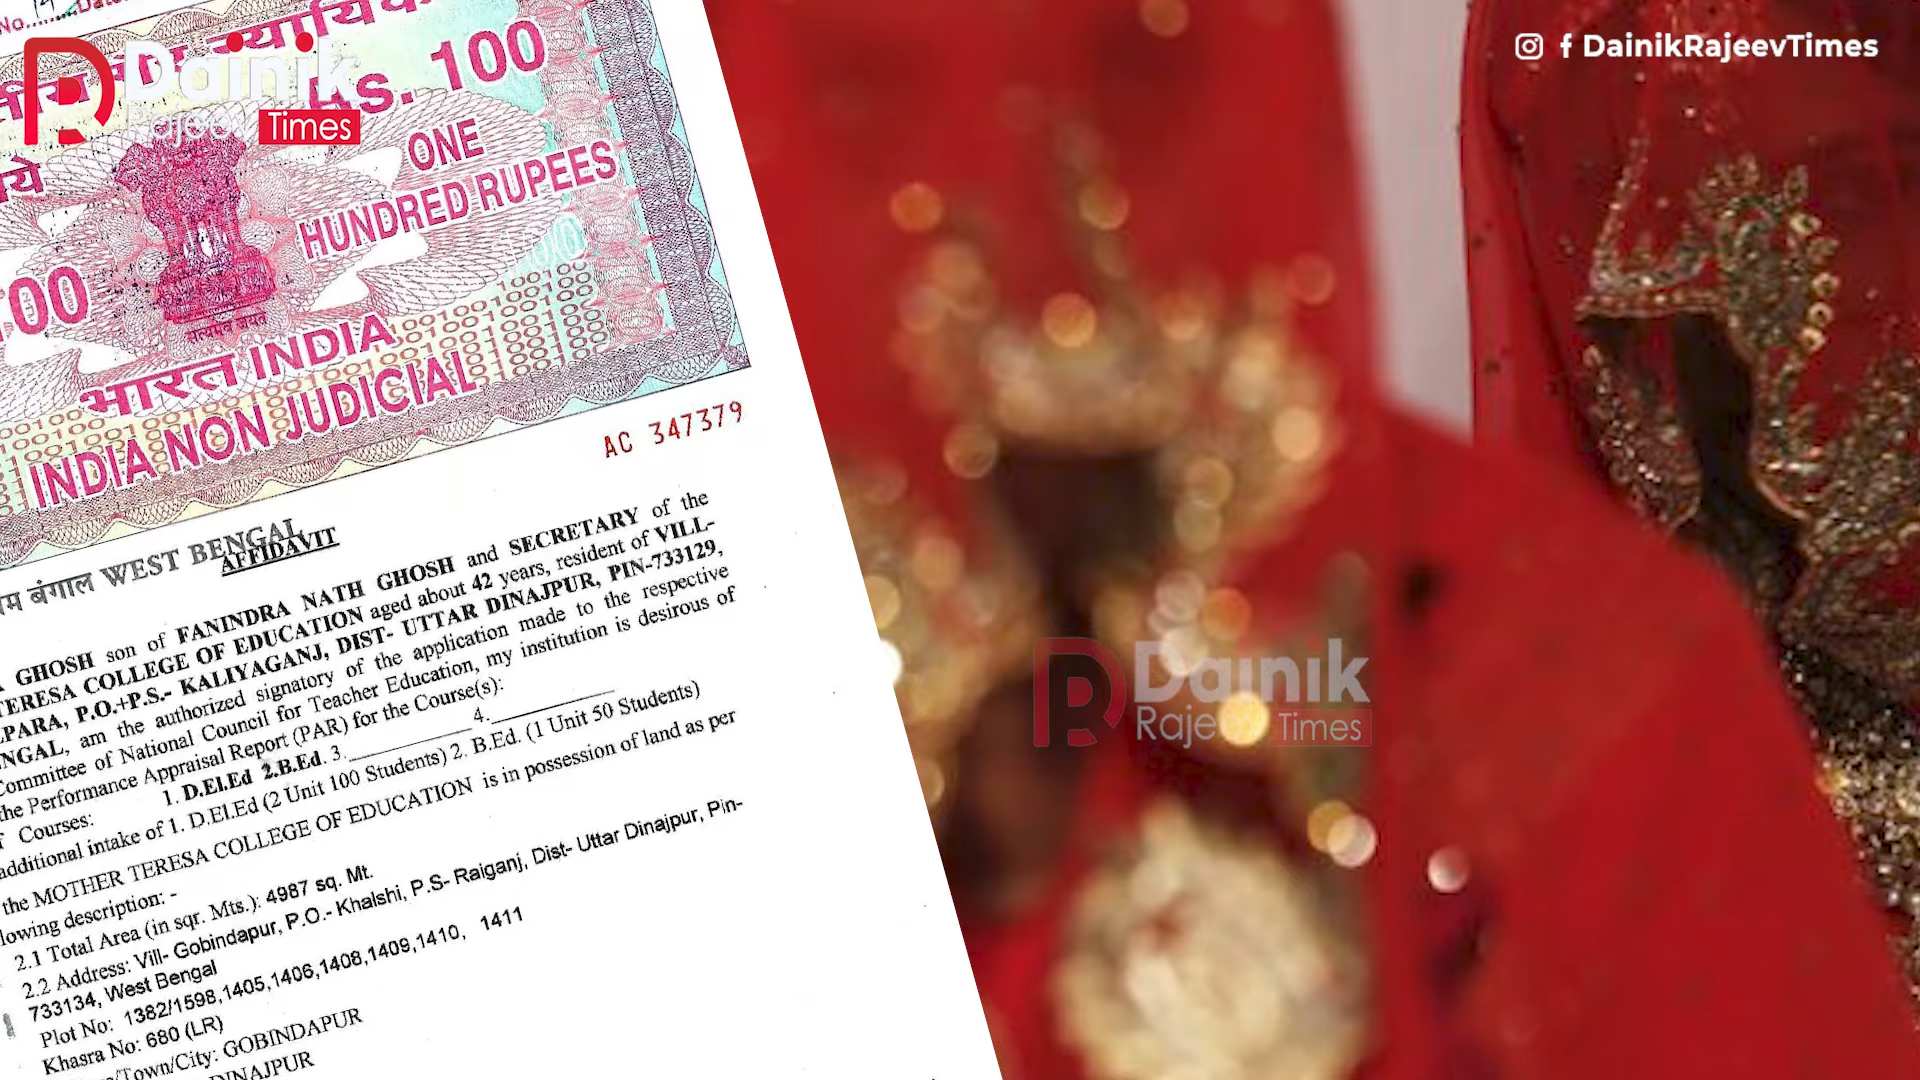 No.
Dainik
Rajeev Times
DainikRajeevTimes
RS. 100
ONE
HUNDRED RUPEES
00
सत्यमेव जयते
भारत INDIA
INDIA NON JUDICIAL
AC 347379
বंगाल WEST BENGAL
AFFIDAVIT
GHOSH son of FANINDRA NATH GHOSH and SECRETARY of the
TERESA COLLEGE OF EDUCATION aged about 42 years, resident of VILL-
PARA, P.O.+P.S.- KALIYAGANJ, DIST- UTTAR DINAJPUR, PIN-733129,
NGAL, am the authorized signatory of the application made to the respective
Committee of National Council for Teacher Education, my institution is desirous of
the Performance Appraisal Report (PAR) for the Course(s):
1. D.El.Ed 2.B.Ed. 3.__________ 4.__________
f Courses:
additional intake of 1. D.El.Ed (2 Unit 100 Students) 2. B.Ed. (1 Unit 50 Students)
the MOTHER TERESA COLLEGE OF EDUCATION is in possession of land as per
lowing description: -
2.1 Total Area (in sqr. Mts.): 4987 sq. Mt.
2.2 Address: Vill- Gobindapur, P.O.- Khalshi, P.S- Raiganj, Dist- Uttar Dinajpur, Pin-
733134, West Bengal
Plot No: 1382/1598,1405,1406,1408,1409,1410, 1411
Khasra No: 680 (LR)
/Town/City: GOBINDAPUR
DINAJPUR
Dainik
Rajeev Times